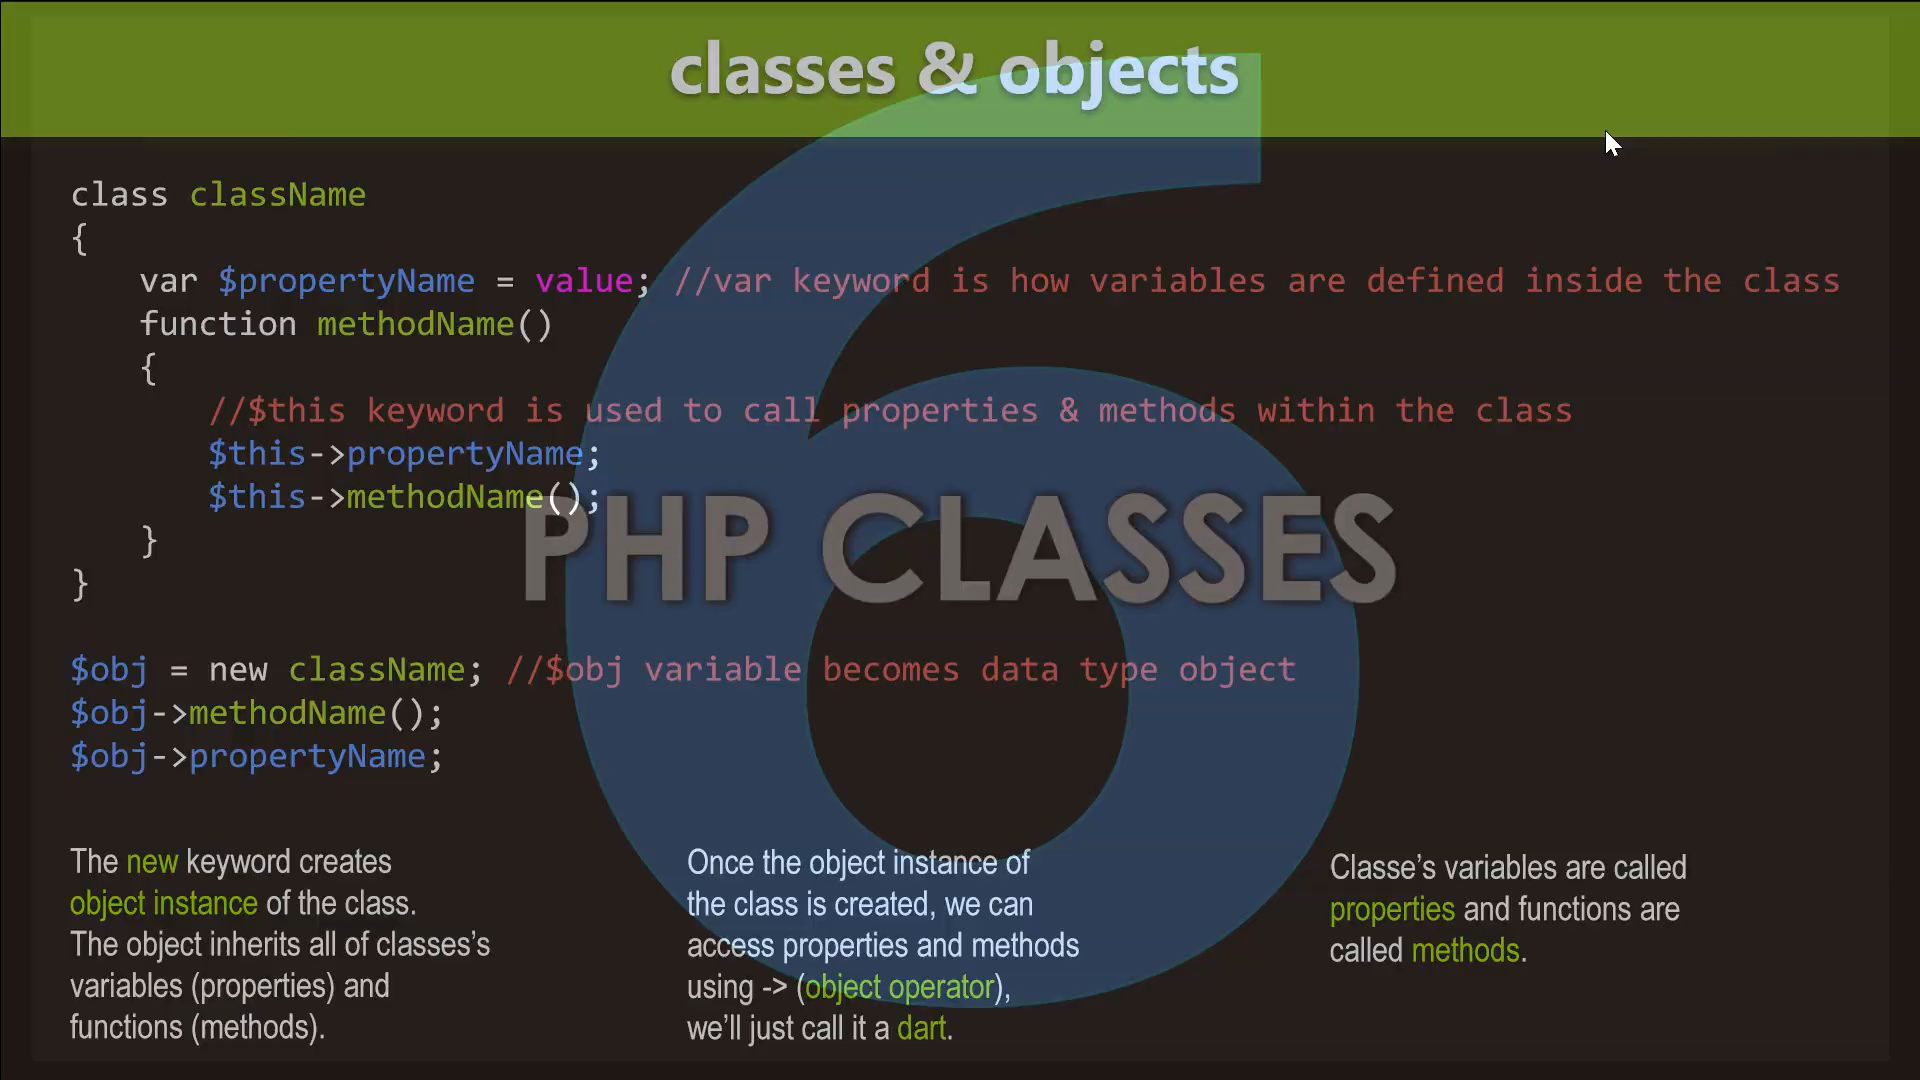 classes & objects
class className
{
var $propertyName = value; //var keyword is how variables are defined inside the class
function methodName()
{
//$this keyword is used to call properties & methods within the class
$this->propertyName;
$this->methodName();
}
}
6
PHP CLASSES
$obj = new className; //$obj variable becomes data type object
$obj->methodName();
$obj->propertyName;
The new keyword creates
object instance of the class.
The object inherits all of classes's
variables (properties) and
functions (methods).
Once the object instance of
the class is created, we can
access properties and methods
using -> (object operator),
we'll just call it a dart.
Classe's variables are called
properties and functions are
called methods.